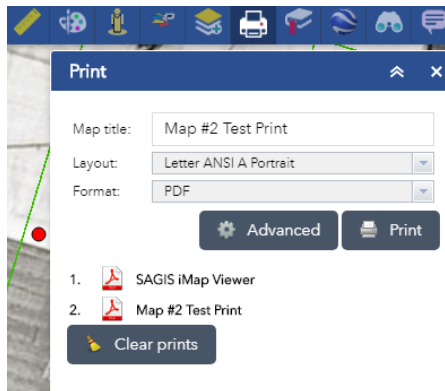 Print
Map title: Map #2 Test Print
Layout: Letter ANSI A Portrait
Format: PDF
Advanced Print
1. SAGIS iMap Viewer
2. Map #2 Test Print
Clear prints